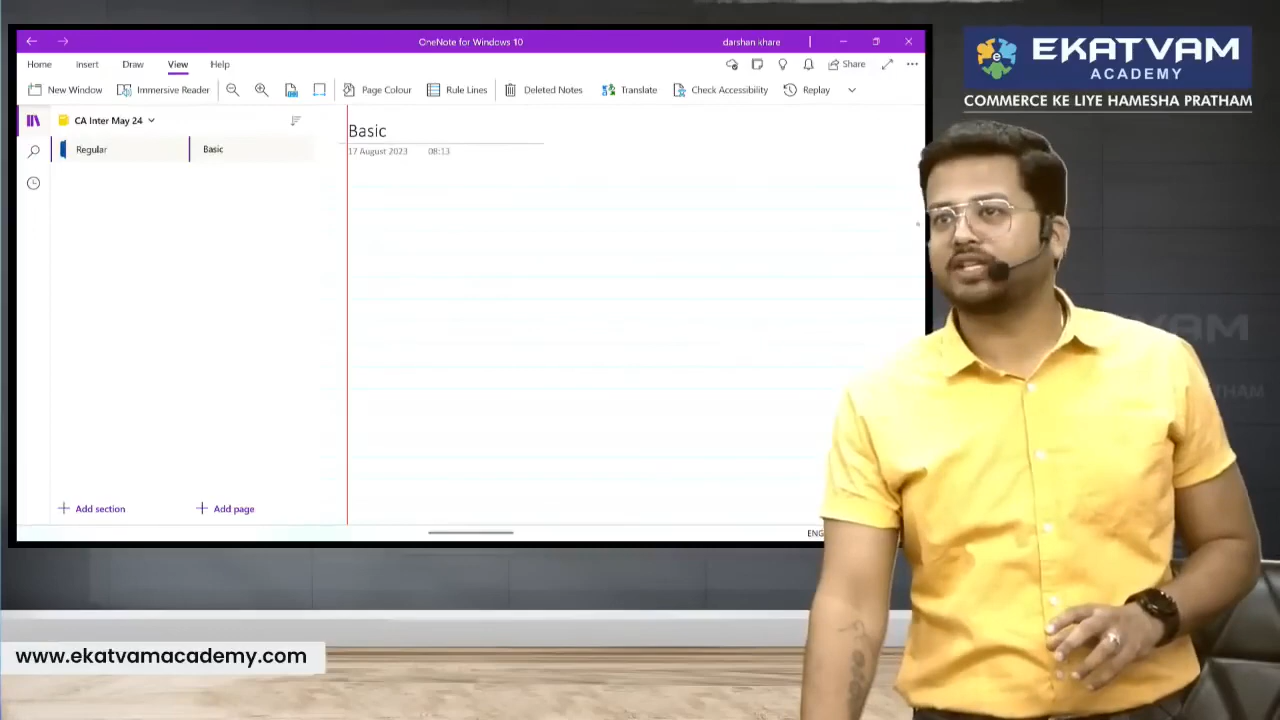 OneNote for Windows 10
darshan khare
Home Insert Draw View Help
Share
New Window Immersive Reader Page Colour Rule Lines Deleted Notes Translate Check Accessibility Replay
CA Inter May 24
Regular
Basic
Basic
17 August 2023 08:13
Add section
Add page
ENG
EKATVAM
ACADEMY
COMMERCE KE LIYE HAMESHA PRATHAM
VAM
THAM
www.ekatvamacademy.com